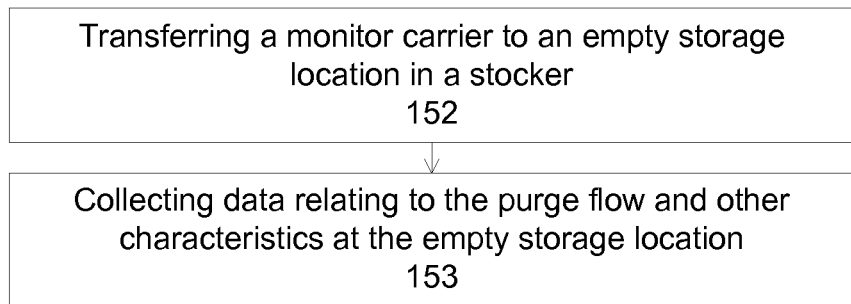 Transferring a monitor carrier to an empty storage
location in a stocker
152
Collecting data relating to the purge flow and other
characteristics at the empty storage location
153